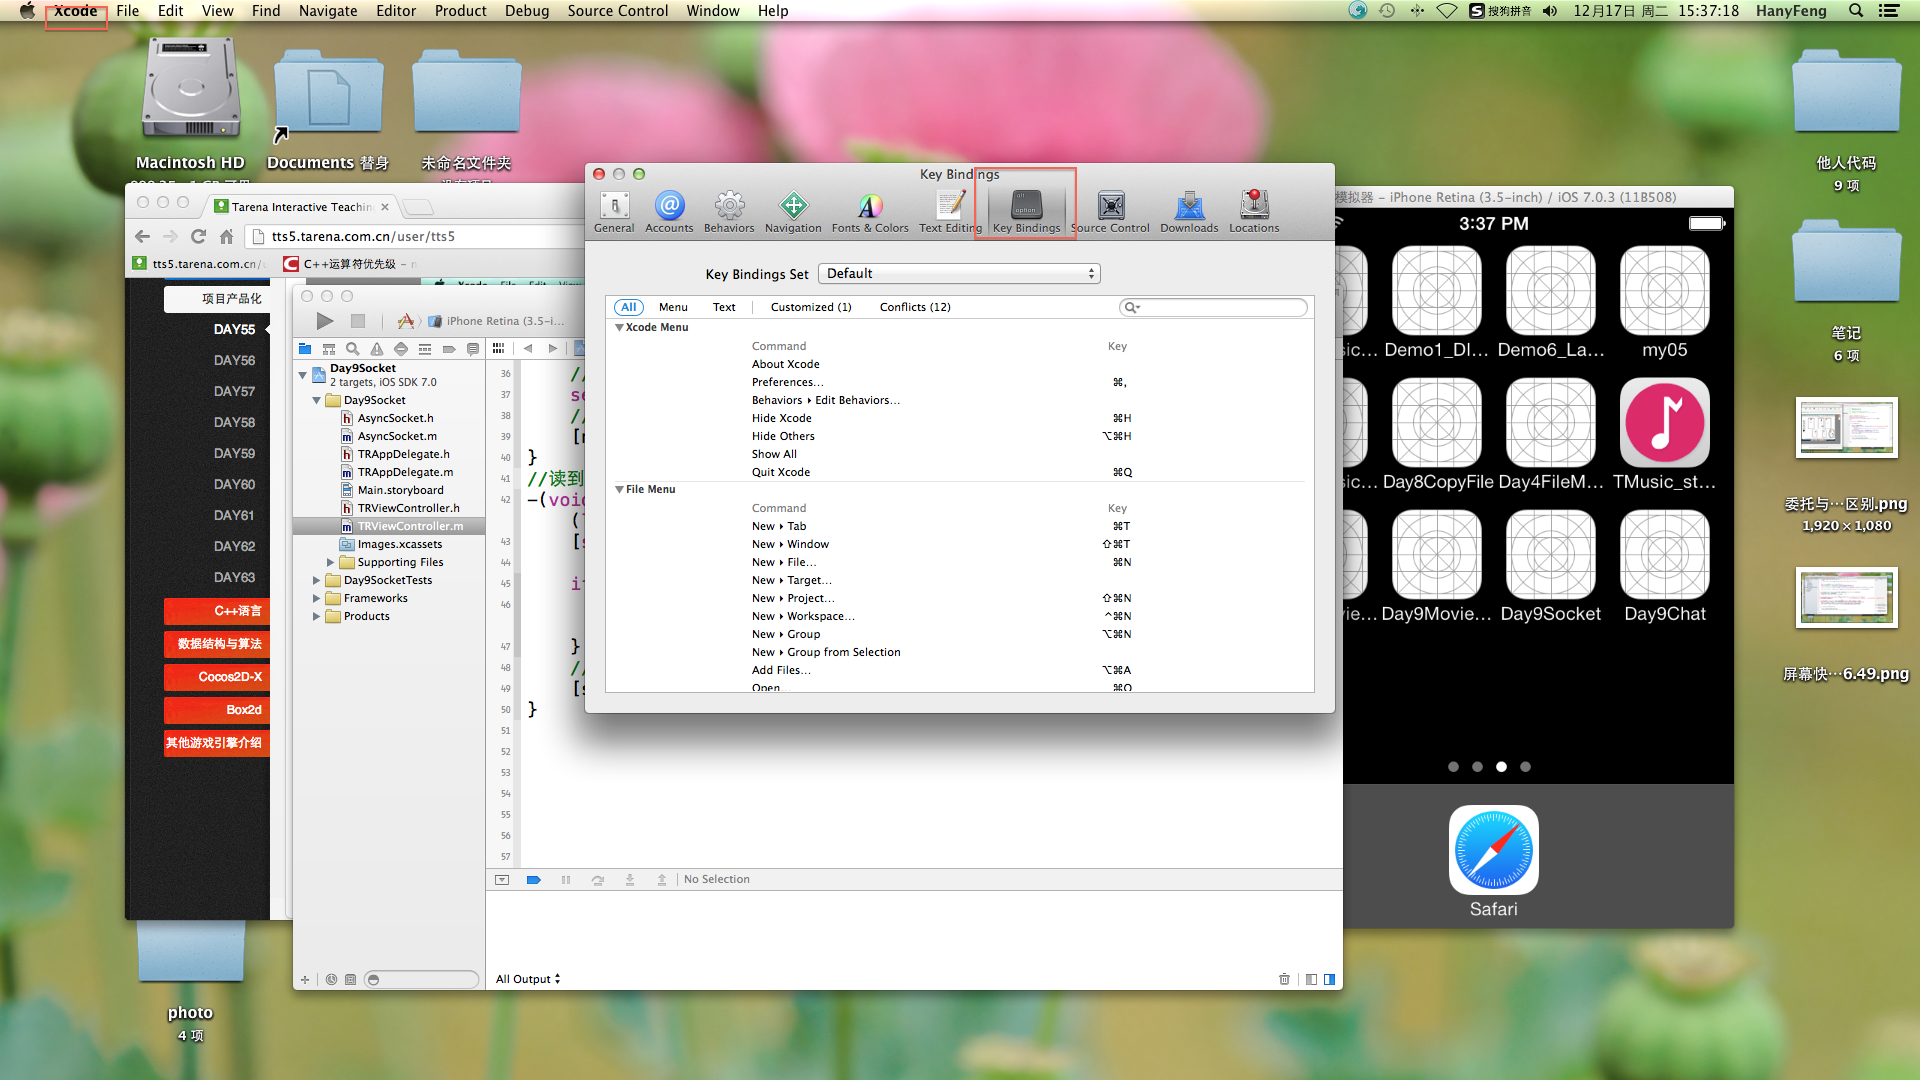 Xcode File Edit View Find Navigate Editor Product Debug Source Control Window Help
搜狗拼音 12月17日 周二 15:37:18 HanyFeng
Macintosh HD
Documents 替身
未命名文件夹
他人代码
9 项
笔记
6 项
委托与…区别.png
1,920 × 1,080
屏幕快…6.49.png
photo
4 项
Tarena Interactive Teachin
tts5.tarena.com.cn/user/tts5
tts5.tarena.com.cn/
C++运算符优先级 –
项目产品化
DAY55
DAY56
DAY57
DAY58
DAY59
DAY60
DAY61
DAY62
DAY63
C++语言
数据结构与算法
Cocos2D-X
Box2d
其他游戏引擎介绍
iPhone Retina (3.5-i...
Day9Socket
2 targets, iOS SDK 7.0
Day9Socket
AsyncSocket.h
AsyncSocket.m
TRAppDelegate.h
TRAppDelegate.m
Main.storyboard
TRViewController.h
TRViewController.m
Images.xcassets
Supporting Files
Day9SocketTests
Frameworks
Products
36 //
37 se
38 //
39 [n
40 }
41 //读到
42 -(void
(
43 [s
44
45 i
46
47 }
48 //
49 [s
50 }
51
52
53
54
55
56
57
No Selection
All Output
Key Bindings
General Accounts Behaviors Navigation Fonts & Colors Text Editing Key Bindings Source Control Downloads Locations
Key Bindings Set Default
All Menu Text Customized (1) Conflicts (12)
Xcode Menu
Command Key
About Xcode
Preferences... ⌘,
Behaviors ▸ Edit Behaviors...
Hide Xcode ⌘H
Hide Others ⌥⌘H
Show All
Quit Xcode ⌘Q
File Menu
Command Key
New ▸ Tab ⌘T
New ▸ Window ⇧⌘T
New ▸ File... ⌘N
New ▸ Target...
New ▸ Project... ⇧⌘N
New ▸ Workspace... ^⌘N
New ▸ Group ⌥⌘N
New ▸ Group from Selection
Add Files... ⌥⌘A
Open... ⌘O
模拟器 – iPhone Retina (3.5-inch) / iOS 7.0.3 (11B508)
3:37 PM
ic... Demo1_DI... Demo6_La... my05
ic... Day8CopyFile Day4FileM... TMusic_st...
ie... Day9Movie... Day9Socket Day9Chat
Safari